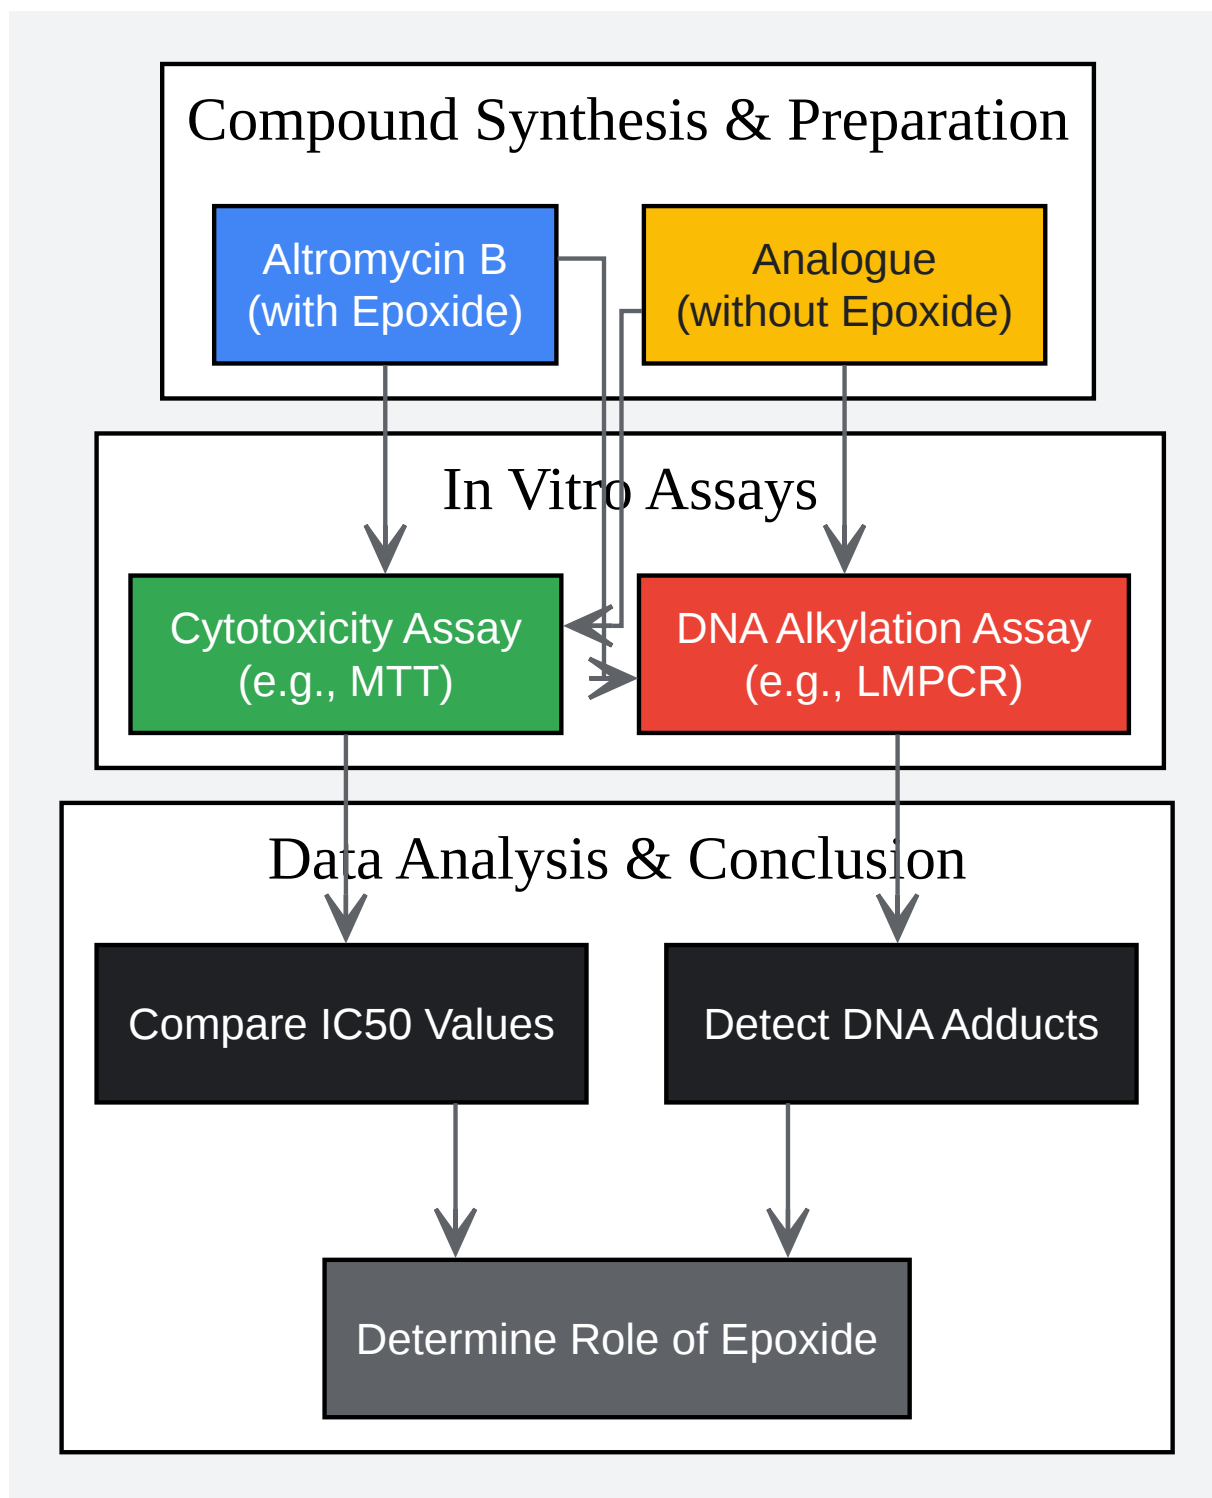 Compound Synthesis & Preparation
Altromycin B
(with Epoxide)
Analogue
(without Epoxide)
In Vitro Assays
Cytotoxicity Assay
(e.g., MTT)
DNA Alkylation Assay
(e.g., LMPCR)
Data Analysis & Conclusion
Compare IC50 Values
Detect DNA Adducts
Determine Role of Epoxide